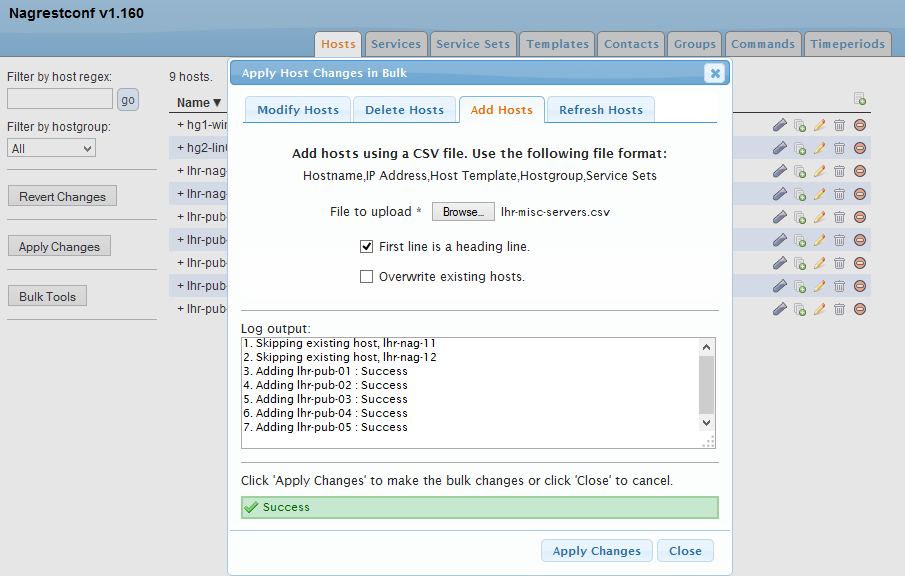 Nagrestconf v1.160
Hosts Services Service Sets Templates Contacts Groups Commands Timeperiods
Filter by host regex:
go
Filter by hostgroup:
All
Revert Changes
Apply Changes
Bulk Tools
9 hosts.
Name ▼
+ hg1-win
+ hg2-lin
+ lhr-nag
+ lhr-nag
+ lhr-pub
+ lhr-pub
+ lhr-pub
+ lhr-pub
+ lhr-pub
Apply Host Changes in Bulk
Modify Hosts Delete Hosts Add Hosts Refresh Hosts
Add hosts using a CSV file. Use the following file format:
Hostname,IP Address,Host Template,Hostgroup,Service Sets
File to upload * Browse... lhr-misc-servers.csv
First line is a heading line.
Overwrite existing hosts.
Log output:
1. Skipping existing host, lhr-nag-11
2. Skipping existing host, lhr-nag-12
3. Adding lhr-pub-01 : Success
4. Adding lhr-pub-02 : Success
5. Adding lhr-pub-03 : Success
6. Adding lhr-pub-04 : Success
7. Adding lhr-pub-05 : Success
Click 'Apply Changes' to make the bulk changes or click 'Close' to cancel.
Success
Apply Changes Close